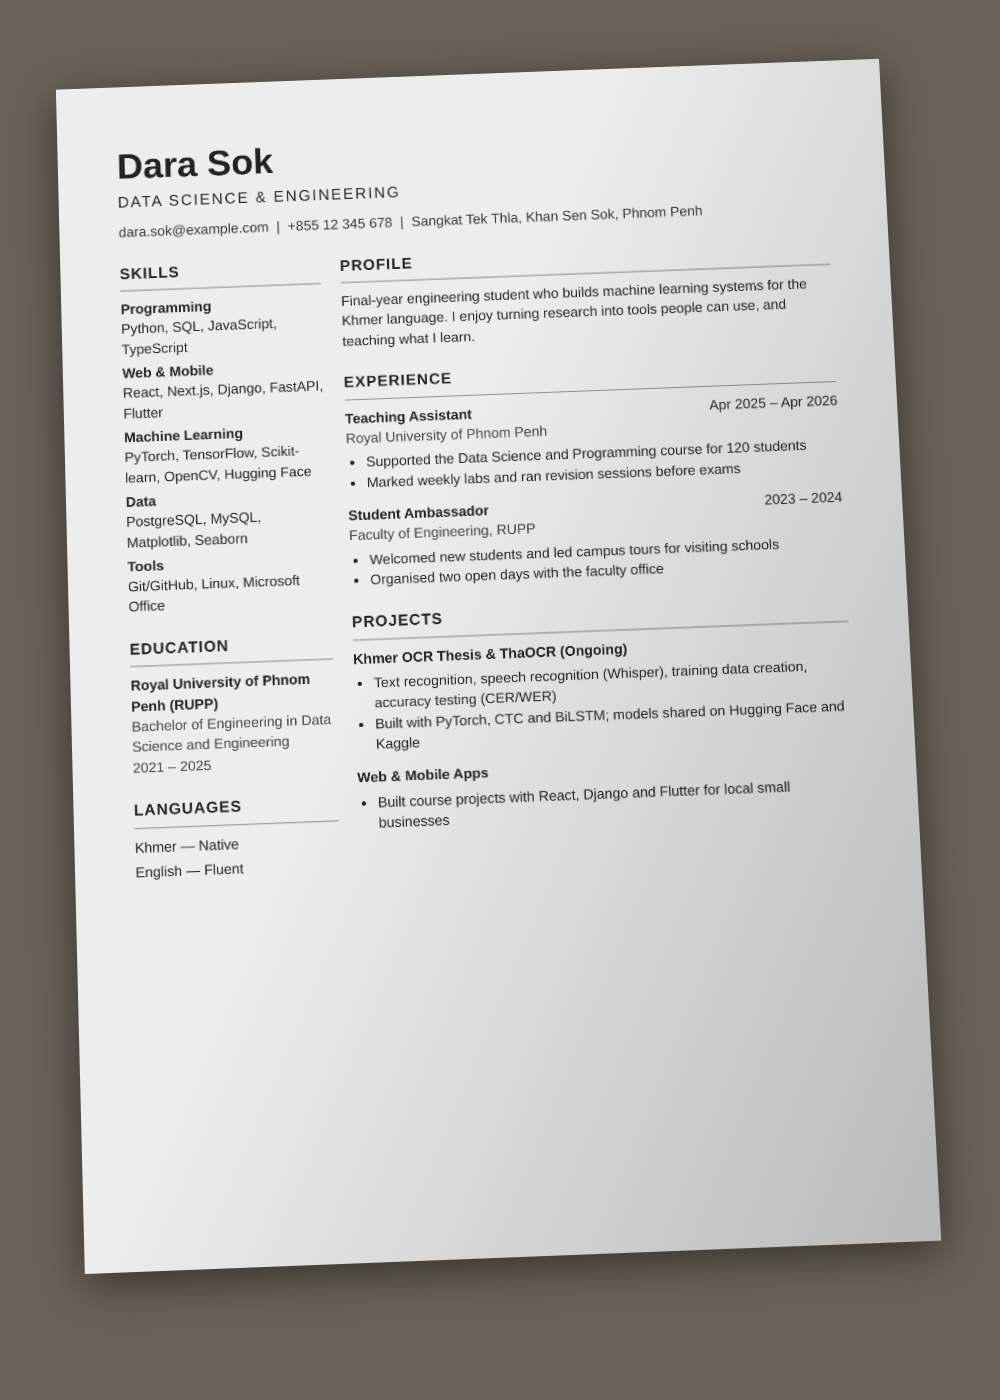 Dara Sok
DATA SCIENCE & ENGINEERING
dara.sok@example.com | +855 12 345 678 | Sangkat Tek Thla, Khan Sen Sok, Phnom Penh
SKILLS
Programming
Python, SQL, JavaScript,
TypeScript
Web & Mobile
React, Next.js, Django, FastAPI,
Flutter
Machine Learning
PyTorch, TensorFlow, Scikit-
learn, OpenCV, Hugging Face
Data
PostgreSQL, MySQL,
Matplotlib, Seaborn
Tools
Git/GitHub, Linux, Microsoft
Office
EDUCATION
Royal University of Phnom
Penh (RUPP)
Bachelor of Engineering in Data
Science and Engineering
2021 – 2025
LANGUAGES
Khmer — Native
English — Fluent
PROFILE
Final-year engineering student who builds machine learning systems for the
Khmer language. I enjoy turning research into tools people can use, and
teaching what I learn.
EXPERIENCE
Teaching Assistant Apr 2025 – Apr 2026
Royal University of Phnom Penh
• Supported the Data Science and Programming course for 120 students
• Marked weekly labs and ran revision sessions before exams
Student Ambassador 2023 – 2024
Faculty of Engineering, RUPP
• Welcomed new students and led campus tours for visiting schools
• Organised two open days with the faculty office
PROJECTS
Khmer OCR Thesis & ThaOCR (Ongoing)
• Text recognition, speech recognition (Whisper), training data creation,
accuracy testing (CER/WER)
• Built with PyTorch, CTC and BiLSTM; models shared on Hugging Face and
Kaggle
Web & Mobile Apps
• Built course projects with React, Django and Flutter for local small
businesses